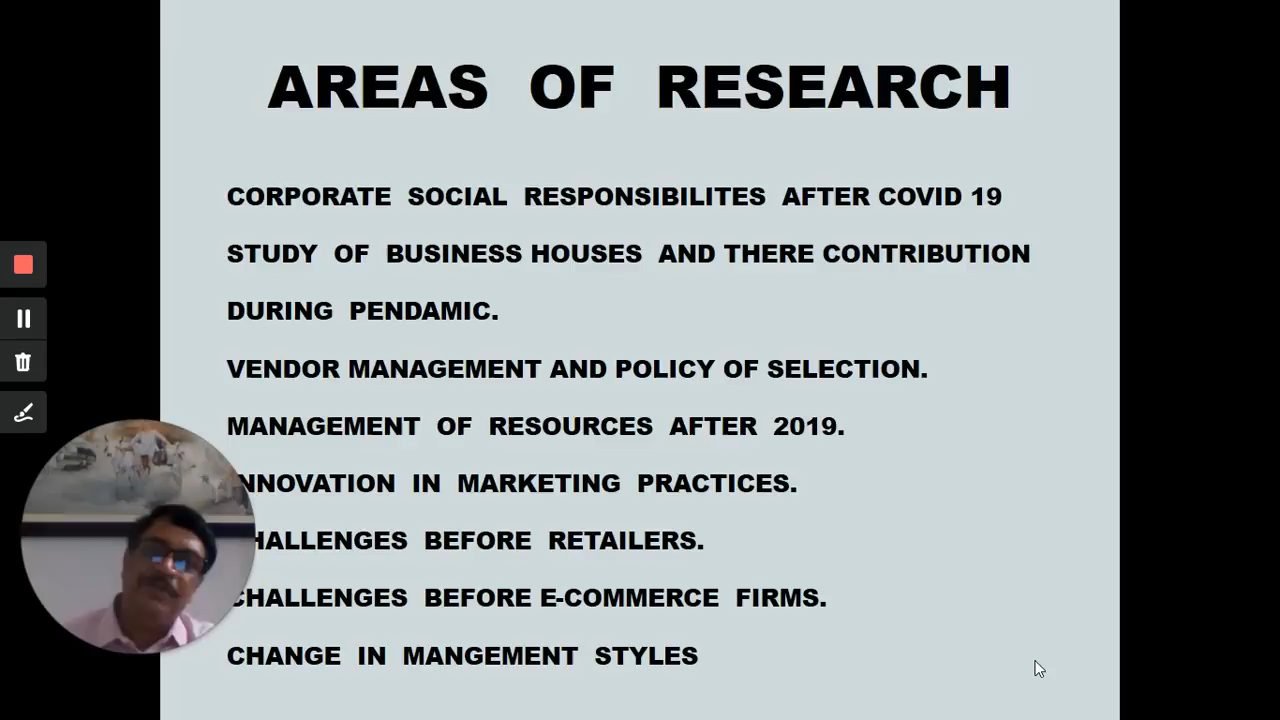 AREAS OF RESEARCH
CORPORATE SOCIAL RESPONSIBILITES AFTER COVID 19
STUDY OF BUSINESS HOUSES AND THERE CONTRIBUTION
DURING PENDAMIC.
VENDOR MANAGEMENT AND POLICY OF SELECTION.
MANAGEMENT OF RESOURCES AFTER 2019.
INNOVATION IN MARKETING PRACTICES.
CHALLENGES BEFORE RETAILERS.
CHALLENGES BEFORE E-COMMERCE FIRMS.
CHANGE IN MANGEMENT STYLES